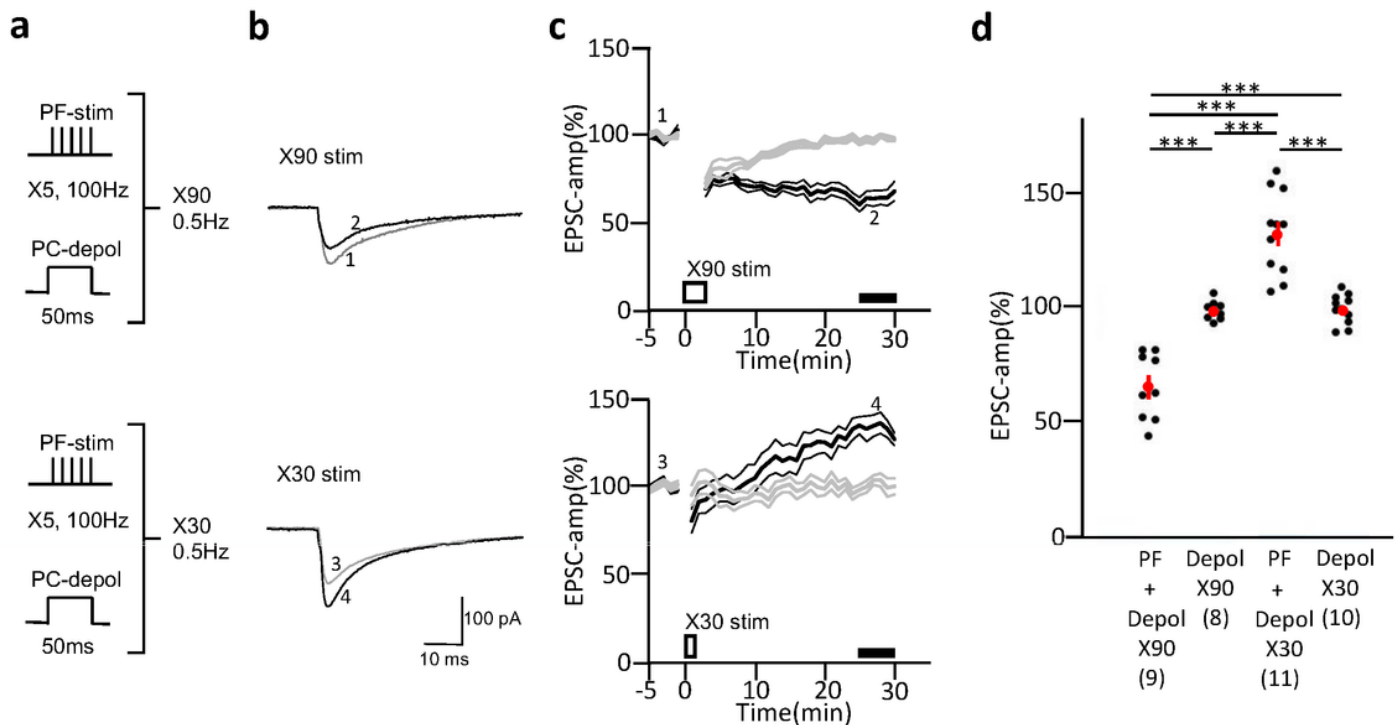 a
PF-stim
X5, 100Hz
PC-depol
50ms
X90
0.5Hz
PF-stim
X5, 100Hz
PC-depol
50ms
X30
0.5Hz
b
X90 stim
2
1
X30 stim
3
4
100 pA
10 ms
c
EPSC-amp(%)
150
100
50
0
1
2
X90 stim
-5 0 10 20 30
Time(min)
EPSC-amp(%)
150
100
50
0
3
4
X30 stim
-5 0 10 20 30
Time(min)
d
EPSC-amp(%)
150
100
50
0
***
***
*** *** ***
PF + Depol X90 (9)
Depol X90 (8)
PF + Depol X30 (11)
Depol X30 (10)